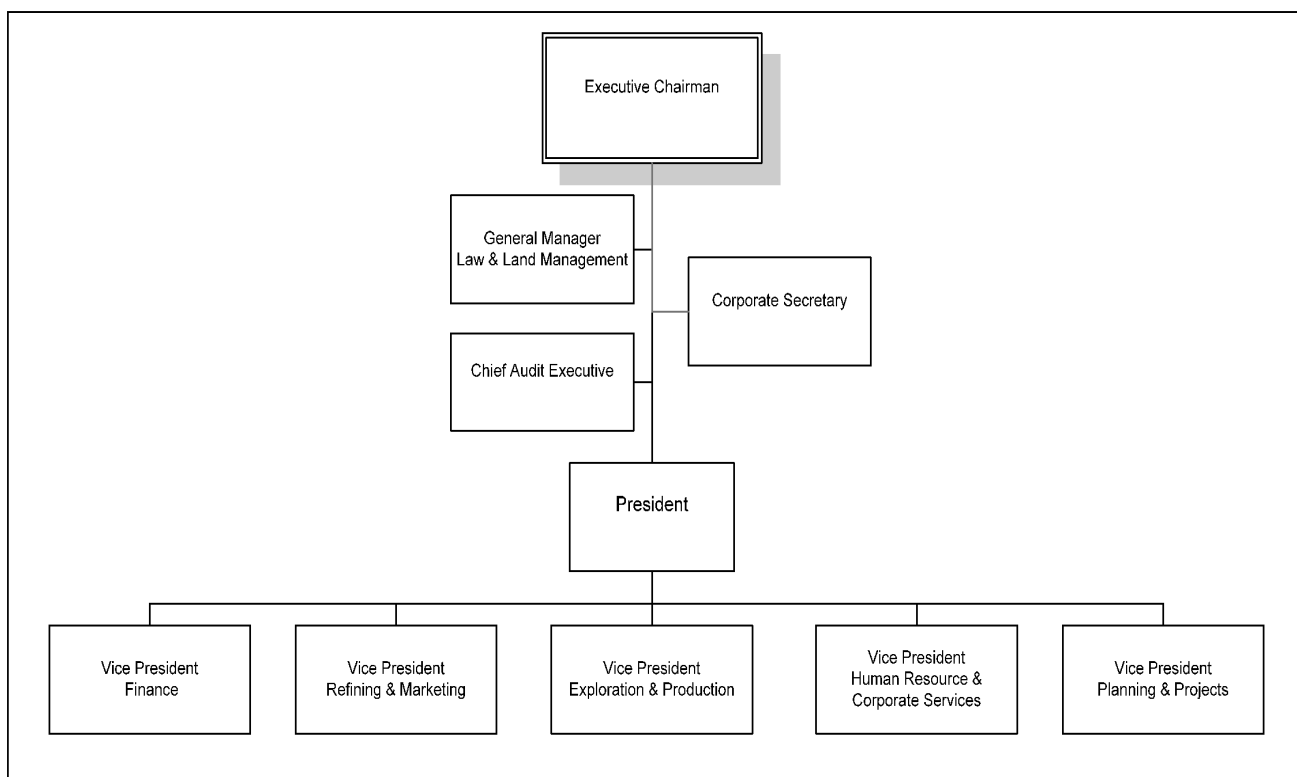 Executive Chairman
General Manager
Law & Land Management
Corporate Secretary
Chief Audit Executive
President
Vice President
Finance
Vice President
Refining & Marketing
Vice President
Exploration & Production
Vice President
Human Resource &
Corporate Services
Vice President
Planning & Projects